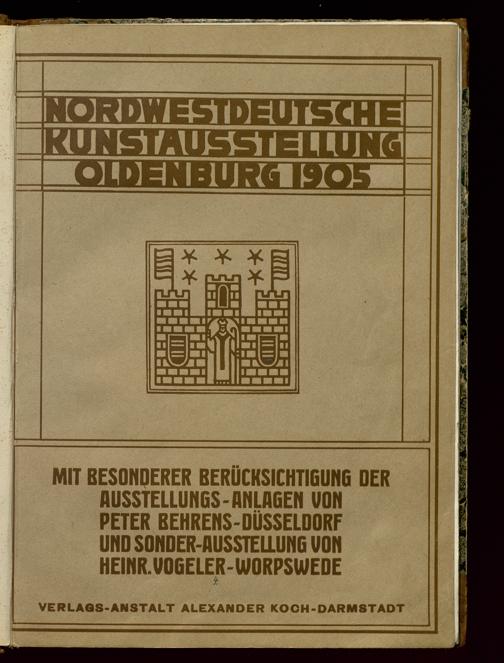 NORDWESTDEUTSCHE
KUNSTAUSSTELLUNG
OLDENBURG 1905
MIT BESONDERER BERÜCKSICHTIGUNG DER
AUSSTELLUNGS-ANLAGEN VON
PETER BEHRENS-DÜSSELDORF
UND SONDER-AUSSTELLUNG VON
HEINR. VOGELER-WORPSWEDE
VERLAGS-ANSTALT ALEXANDER KOCH-DARMSTADT